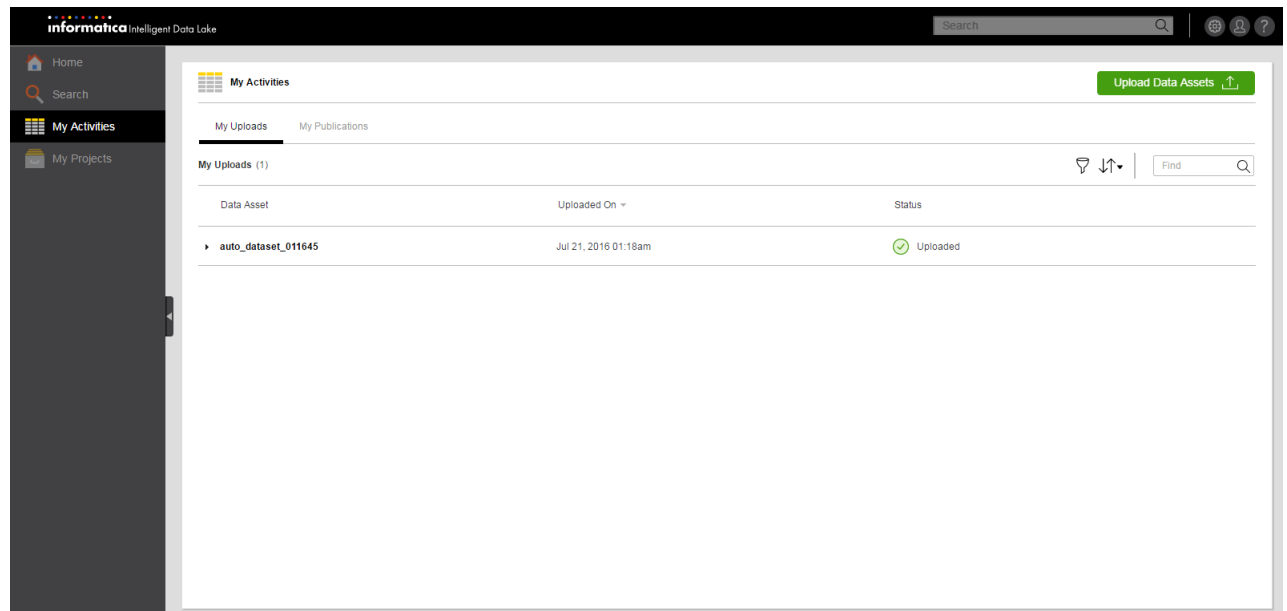 informatica Intelligent Data Lake
Search
Home
Search
My Activities
My Projects
My Activities
Upload Data Assets
My Uploads My Publications
My Uploads (1)
Find
Data Asset Uploaded On Status
auto_dataset_011645 Jul 21, 2016 01:18am Uploaded